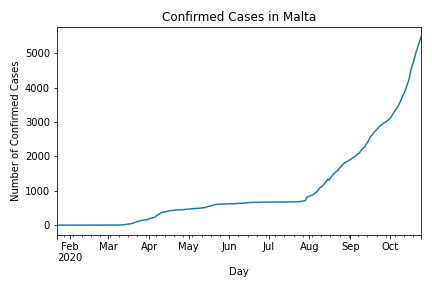 Confirmed Cases in Malta
Number of Confirmed Cases
5000
4000
3000
2000
1000
0
Feb Mar Apr May Jun Jul Aug Sep Oct
2020
Day